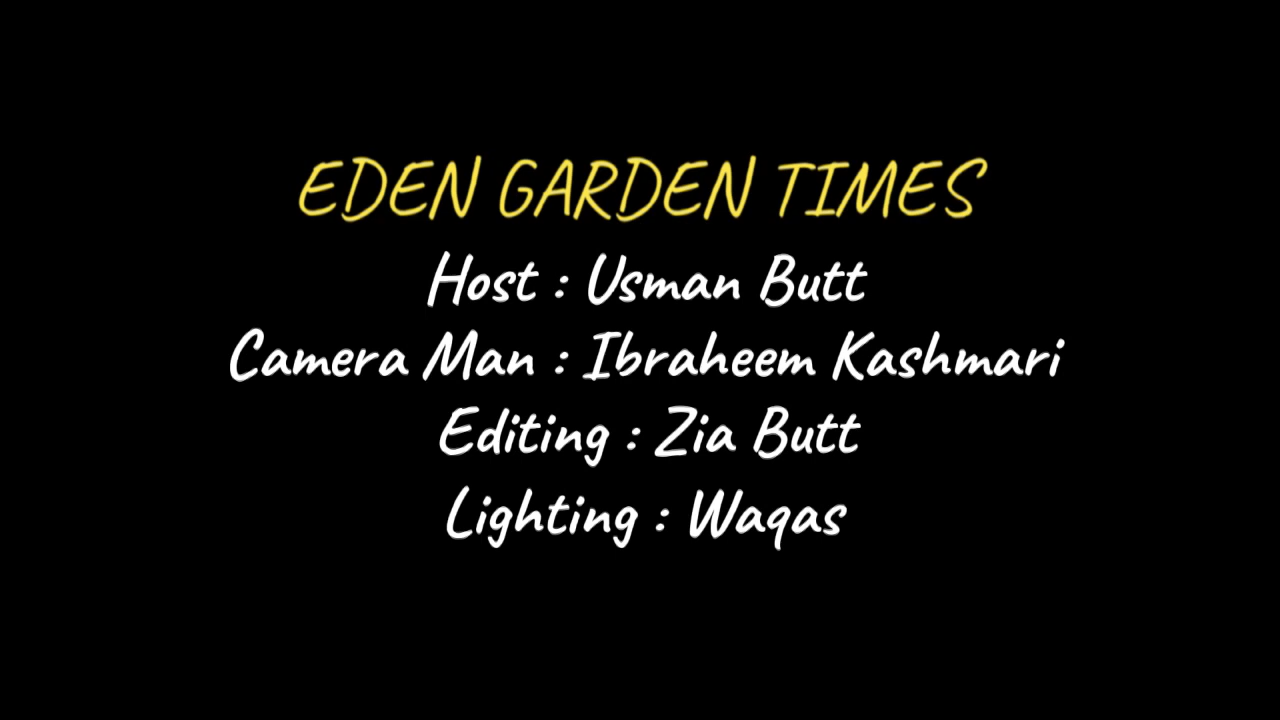 EDEN GARDEN TIMES
Host : Usman Butt
Camera Man : Ibraheem Kashmari
Editing : Zia Butt
Lighting : Waqas